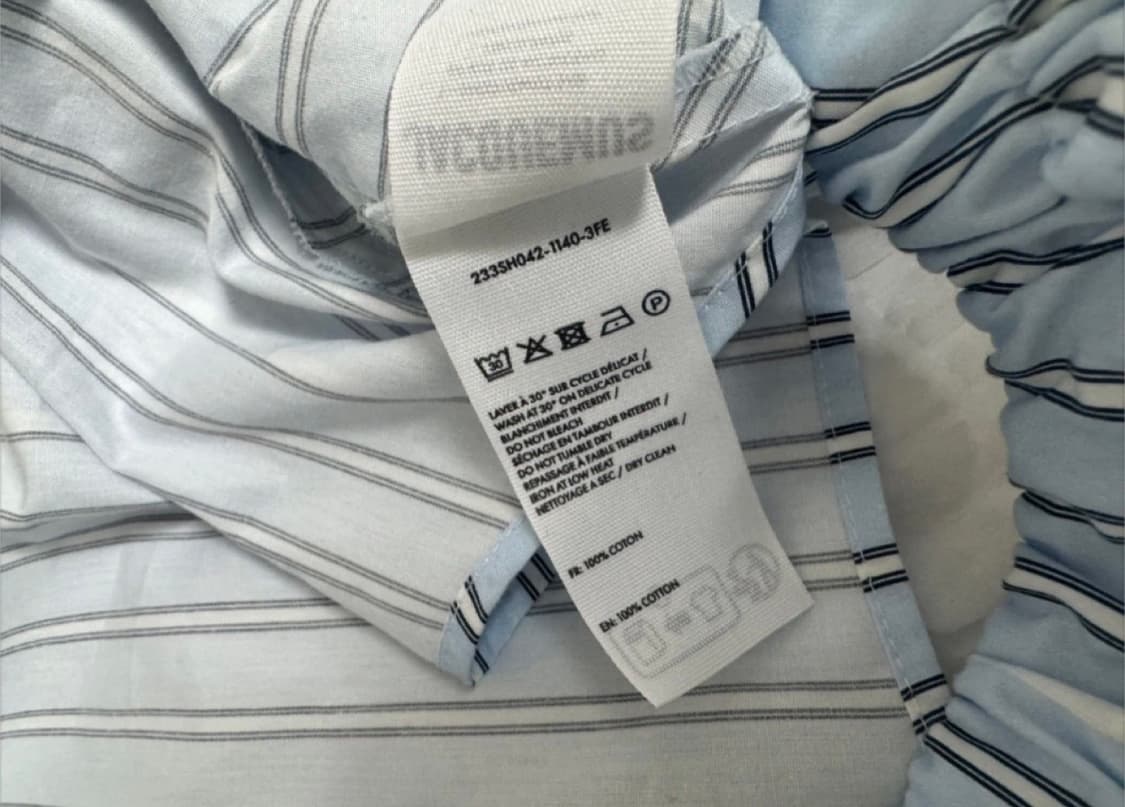 233SH042-1140-3FE
30 P
LAVER À 30° SUR CYCLE DÉLICAT /
WASH AT 30° ON DELICATE CYCLE
BLANCHIMENT INTERDIT /
DO NOT BLEACH
SÉCHAGE EN TAMBOUR INTERDIT /
DO NOT TUMBLE DRY
REPASSAGE À FAIBLE TEMPÉRATURE /
IRON AT LOW HEAT
NETTOYAGE A SEC / DRY CLEAN
FR: 100% COTON
EN: 100% COTTON